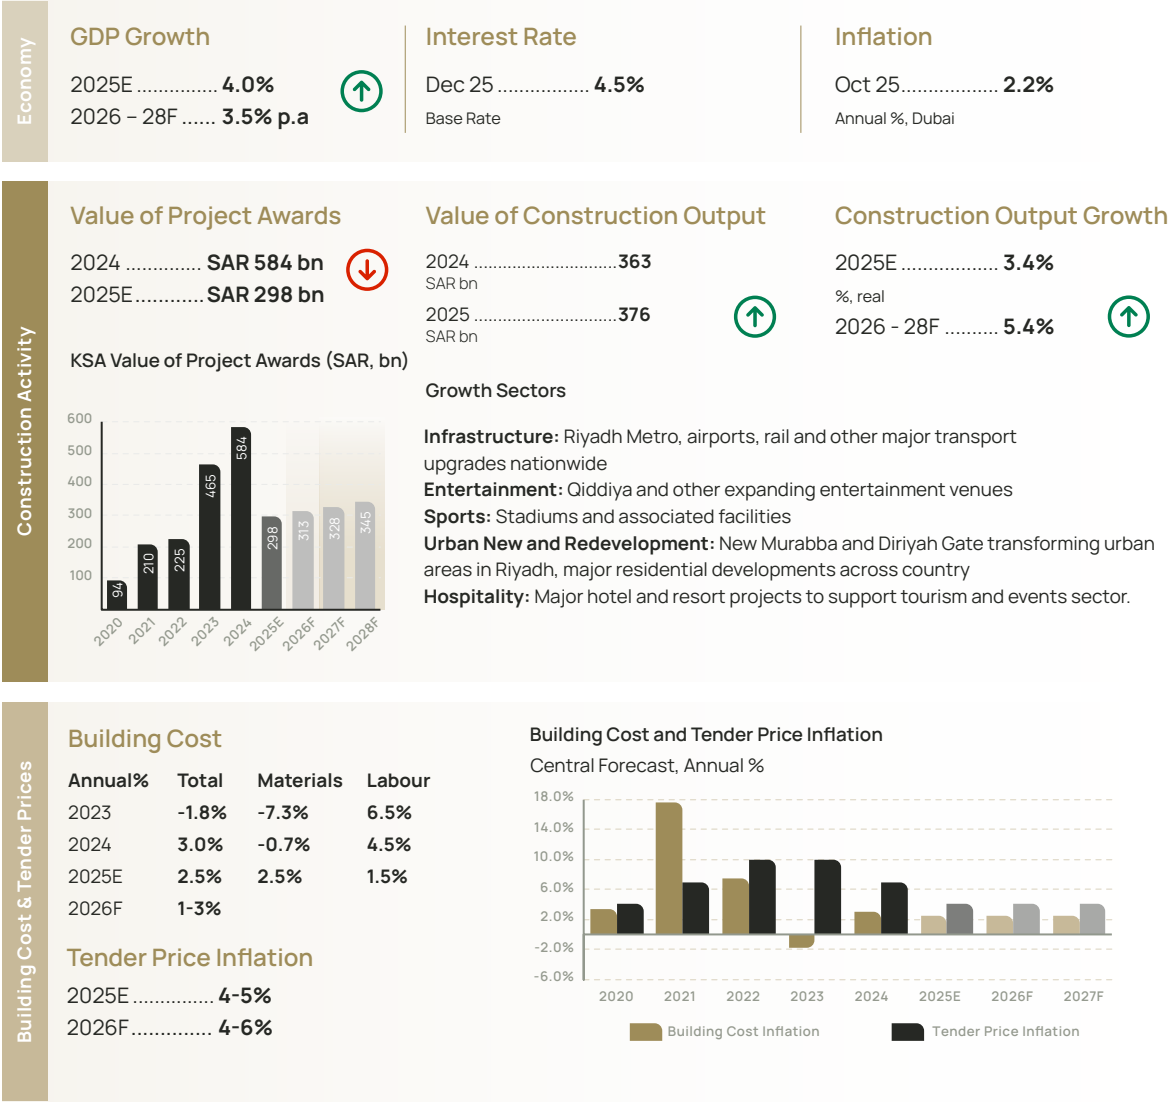 Economy
GDP Growth
2025E ............... 4.0%
2026 – 28F ...... 3.5% p.a
Interest Rate
Dec 25 ................. 4.5%
Base Rate
Inflation
Oct 25.................. 2.2%
Annual %, Dubai
Construction Activity
Value of Project Awards
2024 .............. SAR 584 bn
2025E............ SAR 298 bn
KSA Value of Project Awards (SAR, bn)
600
500
400
300
200
100
94
210
225
465
584
298
313
328
345
2020
2021
2022
2023
2024
2025E
2026F
2027F
2028F
Value of Construction Output
2024 ..............................363
SAR bn
2025 ..............................376
SAR bn
Construction Output Growth
2025E .................. 3.4%
%, real
2026 - 28F .......... 5.4%
Growth Sectors
Infrastructure: Riyadh Metro, airports, rail and other major transport
upgrades nationwide
Entertainment: Qiddiya and other expanding entertainment venues
Sports: Stadiums and associated facilities
Urban New and Redevelopment: New Murabba and Diriyah Gate transforming urban
areas in Riyadh, major residential developments across country
Hospitality: Major hotel and resort projects to support tourism and events sector.
Building Cost & Tender Prices
Building Cost
Annual% Total Materials Labour
2023 -1.8% -7.3% 6.5%
2024 3.0% -0.7% 4.5%
2025E 2.5% 2.5% 1.5%
2026F 1-3%
Tender Price Inflation
2025E ............... 4-5%
2026F............... 4-6%
Building Cost and Tender Price Inflation
Central Forecast, Annual %
18.0%
14.0%
10.0%
6.0%
2.0%
-2.0%
-6.0%
2020 2021 2022 2023 2024 2025E 2026F 2027F
Building Cost Inflation Tender Price Inflation